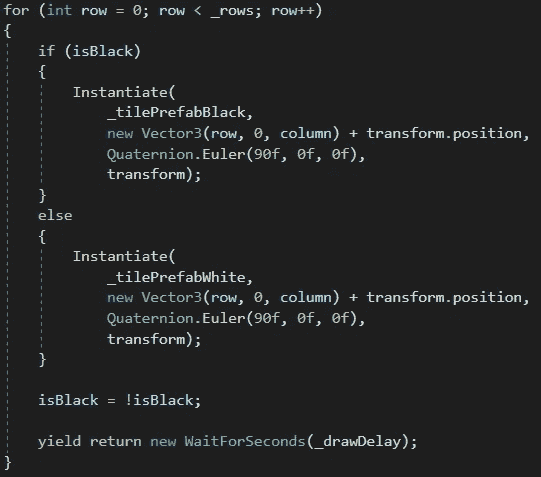 for (int row = 0; row < _rows; row++)
{
    if (isBlack)
    {
        Instantiate(
            _tilePrefabBlack,
            new Vector3(row, 0, column) + transform.position,
            Quaternion.Euler(90f, 0f, 0f),
            transform);
    }
    else
    {
        Instantiate(
            _tilePrefabWhite,
            new Vector3(row, 0, column) + transform.position,
            Quaternion.Euler(90f, 0f, 0f),
            transform);
    }

    isBlack = !isBlack;

    yield return new WaitForSeconds(_drawDelay);
}